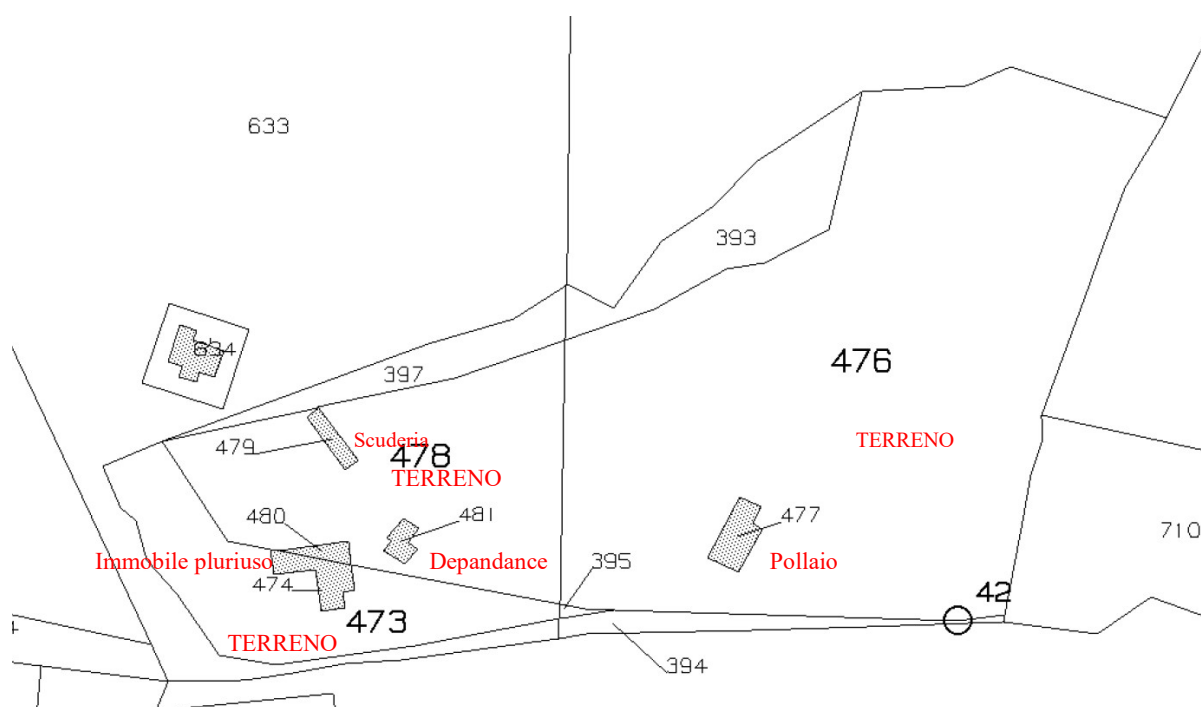 633
393
634
397
476
479
Scuderia
478
TERRENO
TERRENO
480
481
477
710
Immobile pluriuso
Depandance
395
Pollaio
474
42
473
TERRENO
394